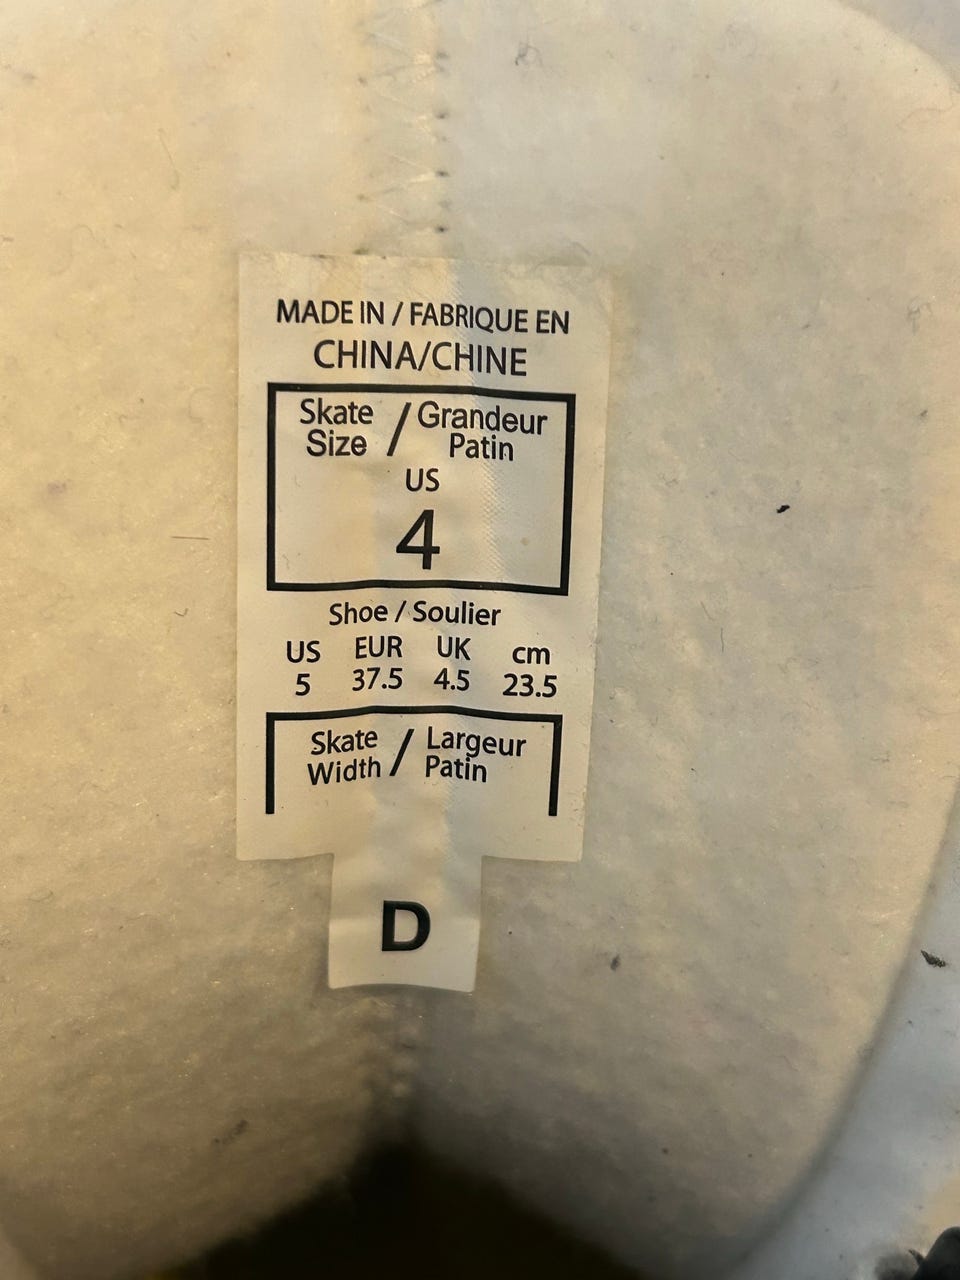 MADE IN / FABRIQUE EN
CHINA/CHINE
Skate / Grandeur
Size Patin
US
4
Shoe / Soulier
US EUR UK cm
5 37.5 4.5 23.5
Skate / Largeur
Width Patin
D